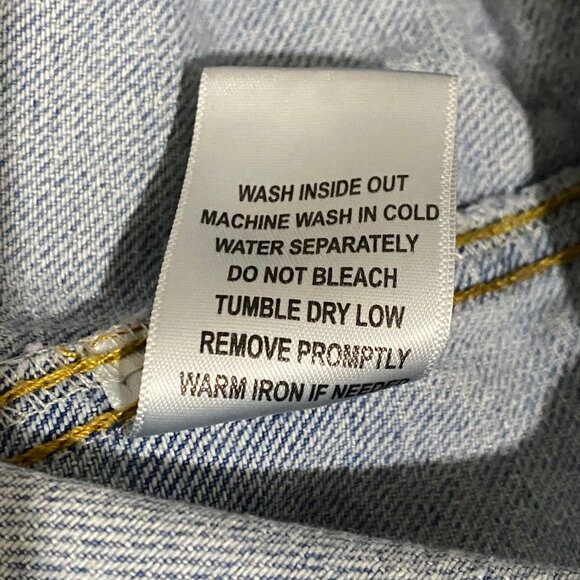 WASH INSIDE OUT
MACHINE WASH IN COLD
WATER SEPARATELY
DO NOT BLEACH
TUMBLE DRY LOW
REMOVE PROMPTLY
WARM IRON IF NEEDED